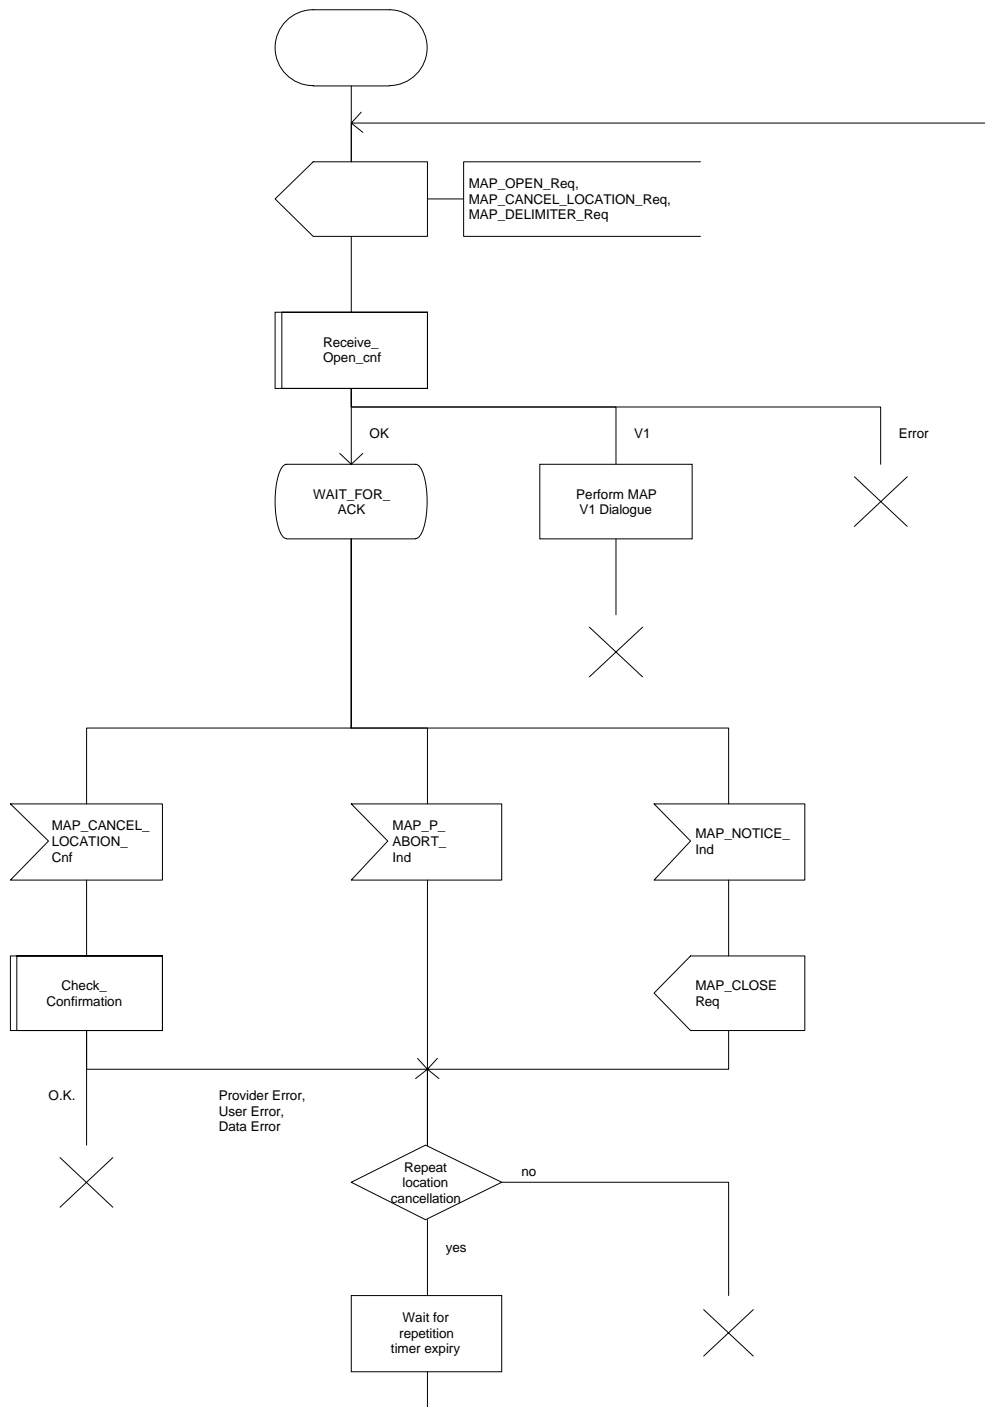 MAP_OPEN_Req,
MAP_CANCEL_LOCATION_Req,
MAP_DELIMITER_Req
Receive_
Open_cnf
OK
V1
Error
WAIT_FOR_
ACK
Perform MAP
V1 Dialogue
MAP_CANCEL_
LOCATION_
Cnf
MAP_P_
ABORT_
Ind
MAP_NOTICE_
Ind
Check_
Confirmation
MAP_CLOSE
Req
O.K.
Provider Error,
User Error,
Data Error
Repeat
location
cancellation
no
yes
Wait for
repetition
timer expiry